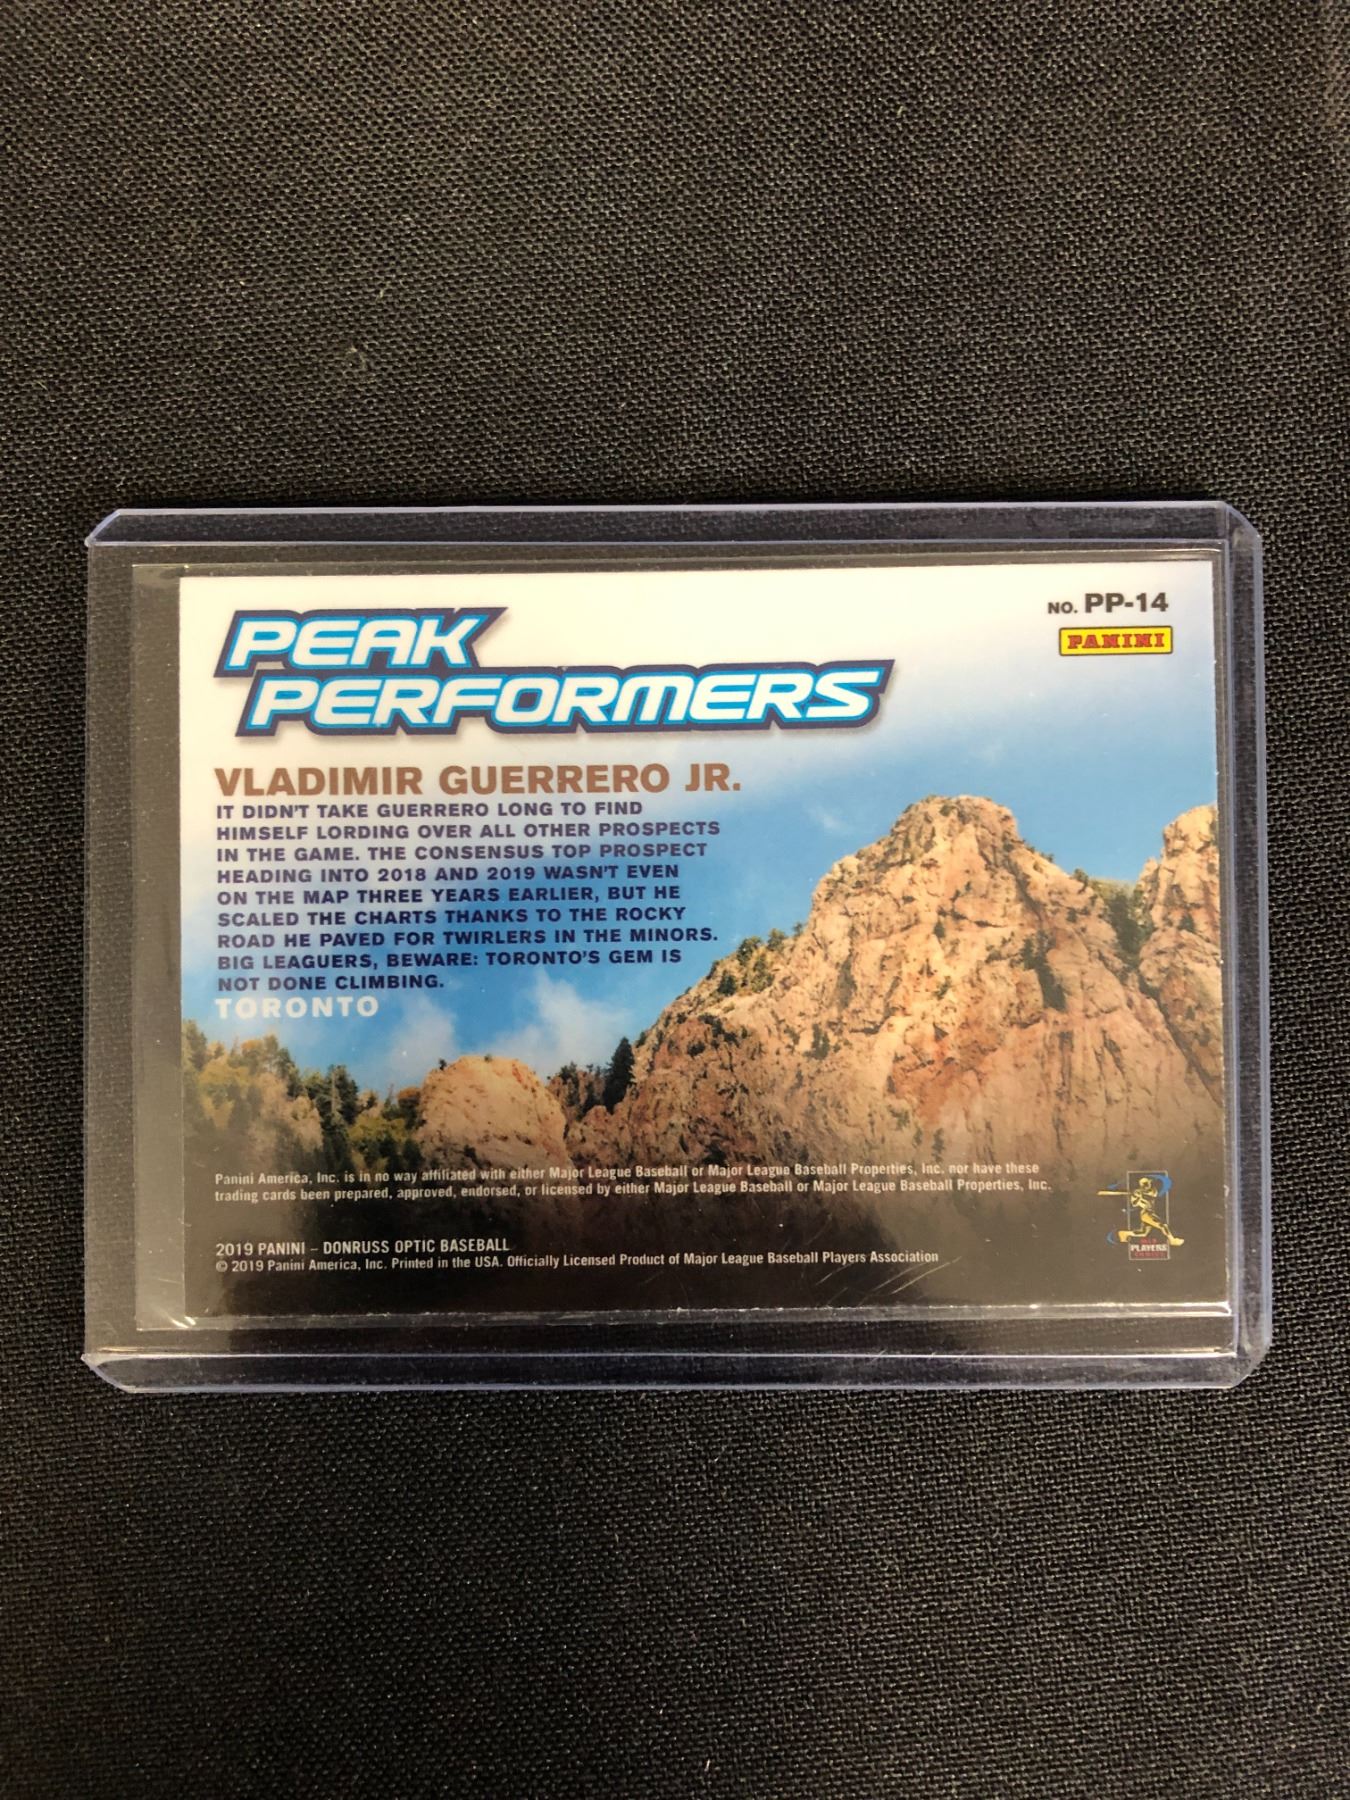 PEAK
PERFORMERS
NO. PP-14
PANINI
VLADIMIR GUERRERO JR.
IT DIDN'T TAKE GUERRERO LONG TO FIND
HIMSELF LORDING OVER ALL OTHER PROSPECTS
IN THE GAME. THE CONSENSUS TOP PROSPECT
HEADING INTO 2018 AND 2019 WASN'T EVEN
ON THE MAP THREE YEARS EARLIER, BUT HE
SCALED THE CHARTS THANKS TO THE ROCKY
ROAD HE PAVED FOR TWIRLERS IN THE MINORS.
BIG LEAGUERS, BEWARE: TORONTO'S GEM IS
NOT DONE CLIMBING.
TORONTO
Panini America, Inc. is in no way affiliated with either Major League Baseball or Major League Baseball Properties, Inc. nor have these
trading cards been prepared, approved, endorsed, or licensed by either Major League Baseball or Major League Baseball Properties, Inc.
2019 PANINI – DONRUSS OPTIC BASEBALL
© 2019 Panini America, Inc. Printed in the USA. Officially Licensed Product of Major League Baseball Players Association
PLAYERS